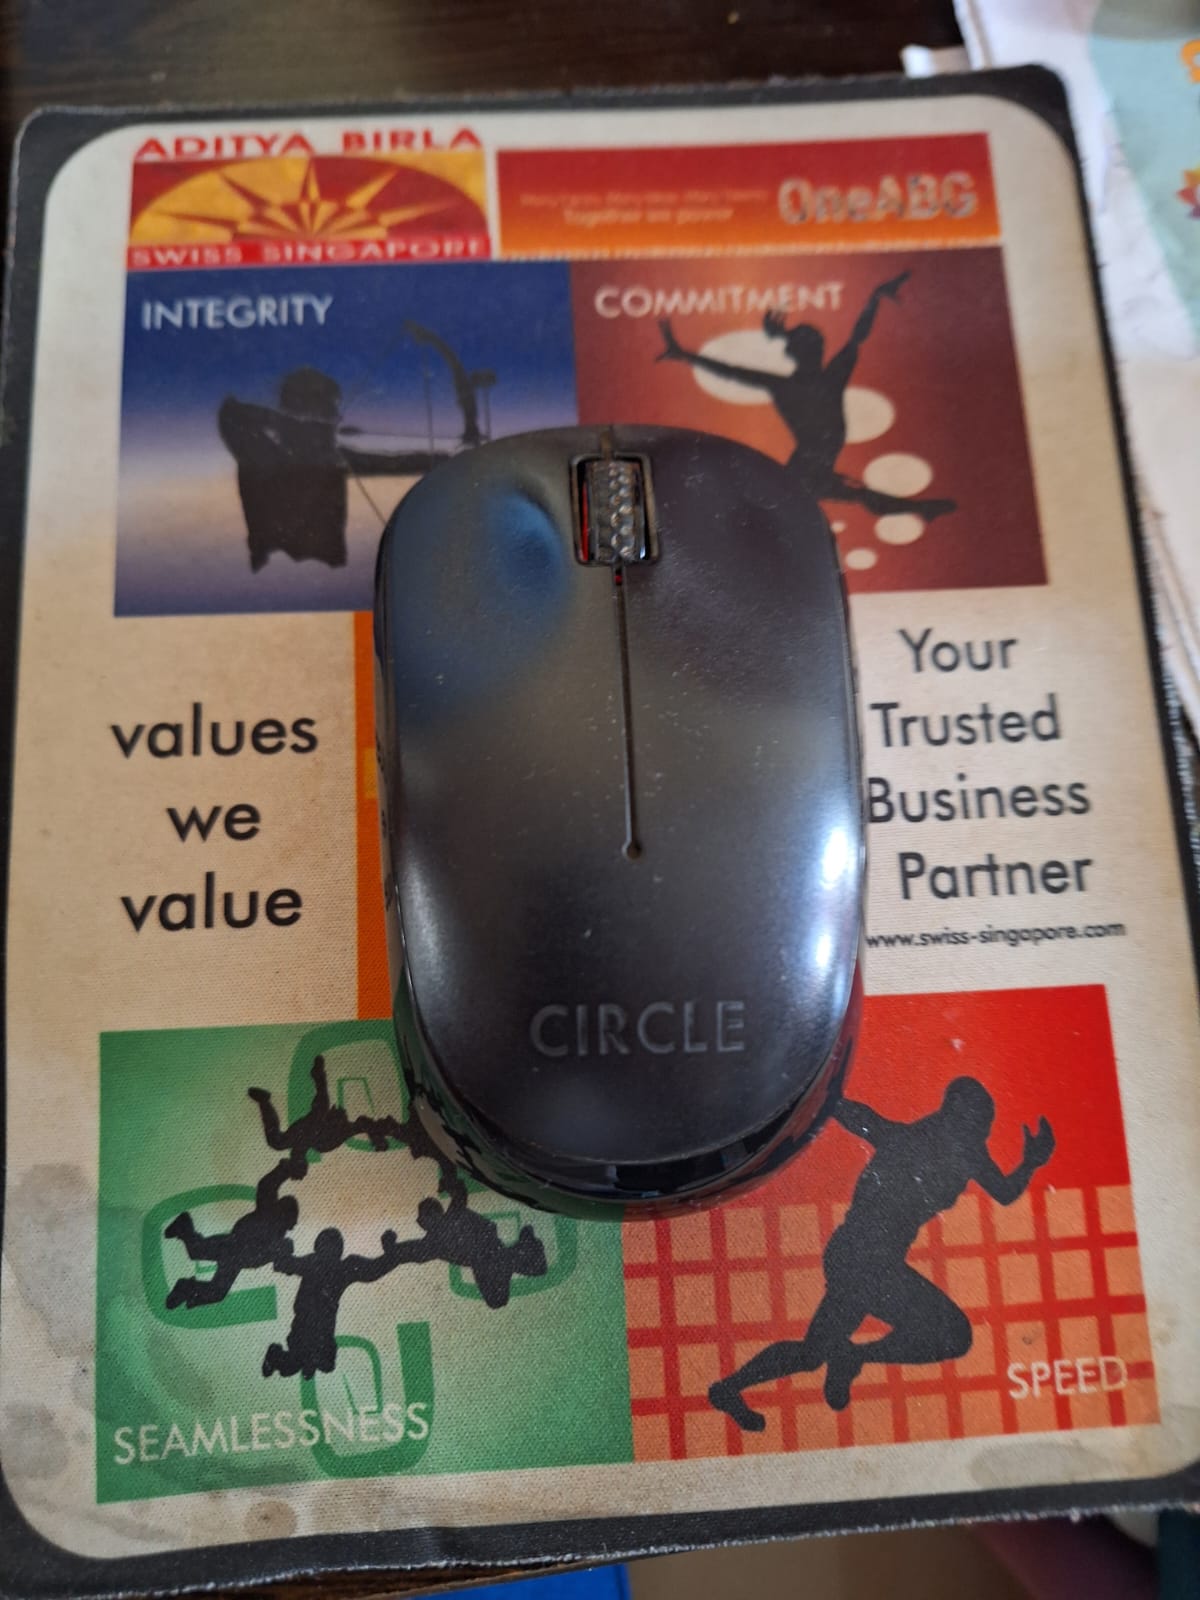 ADITYA BIRLA
SWISS SINGAPORE
Together we power
OneABG
INTEGRITY
COMMITMENT
values
we
value
Your
Trusted
Business
Partner
www.swiss-singapore.com
CIRCLE
SEAMLESSNESS
SPEED